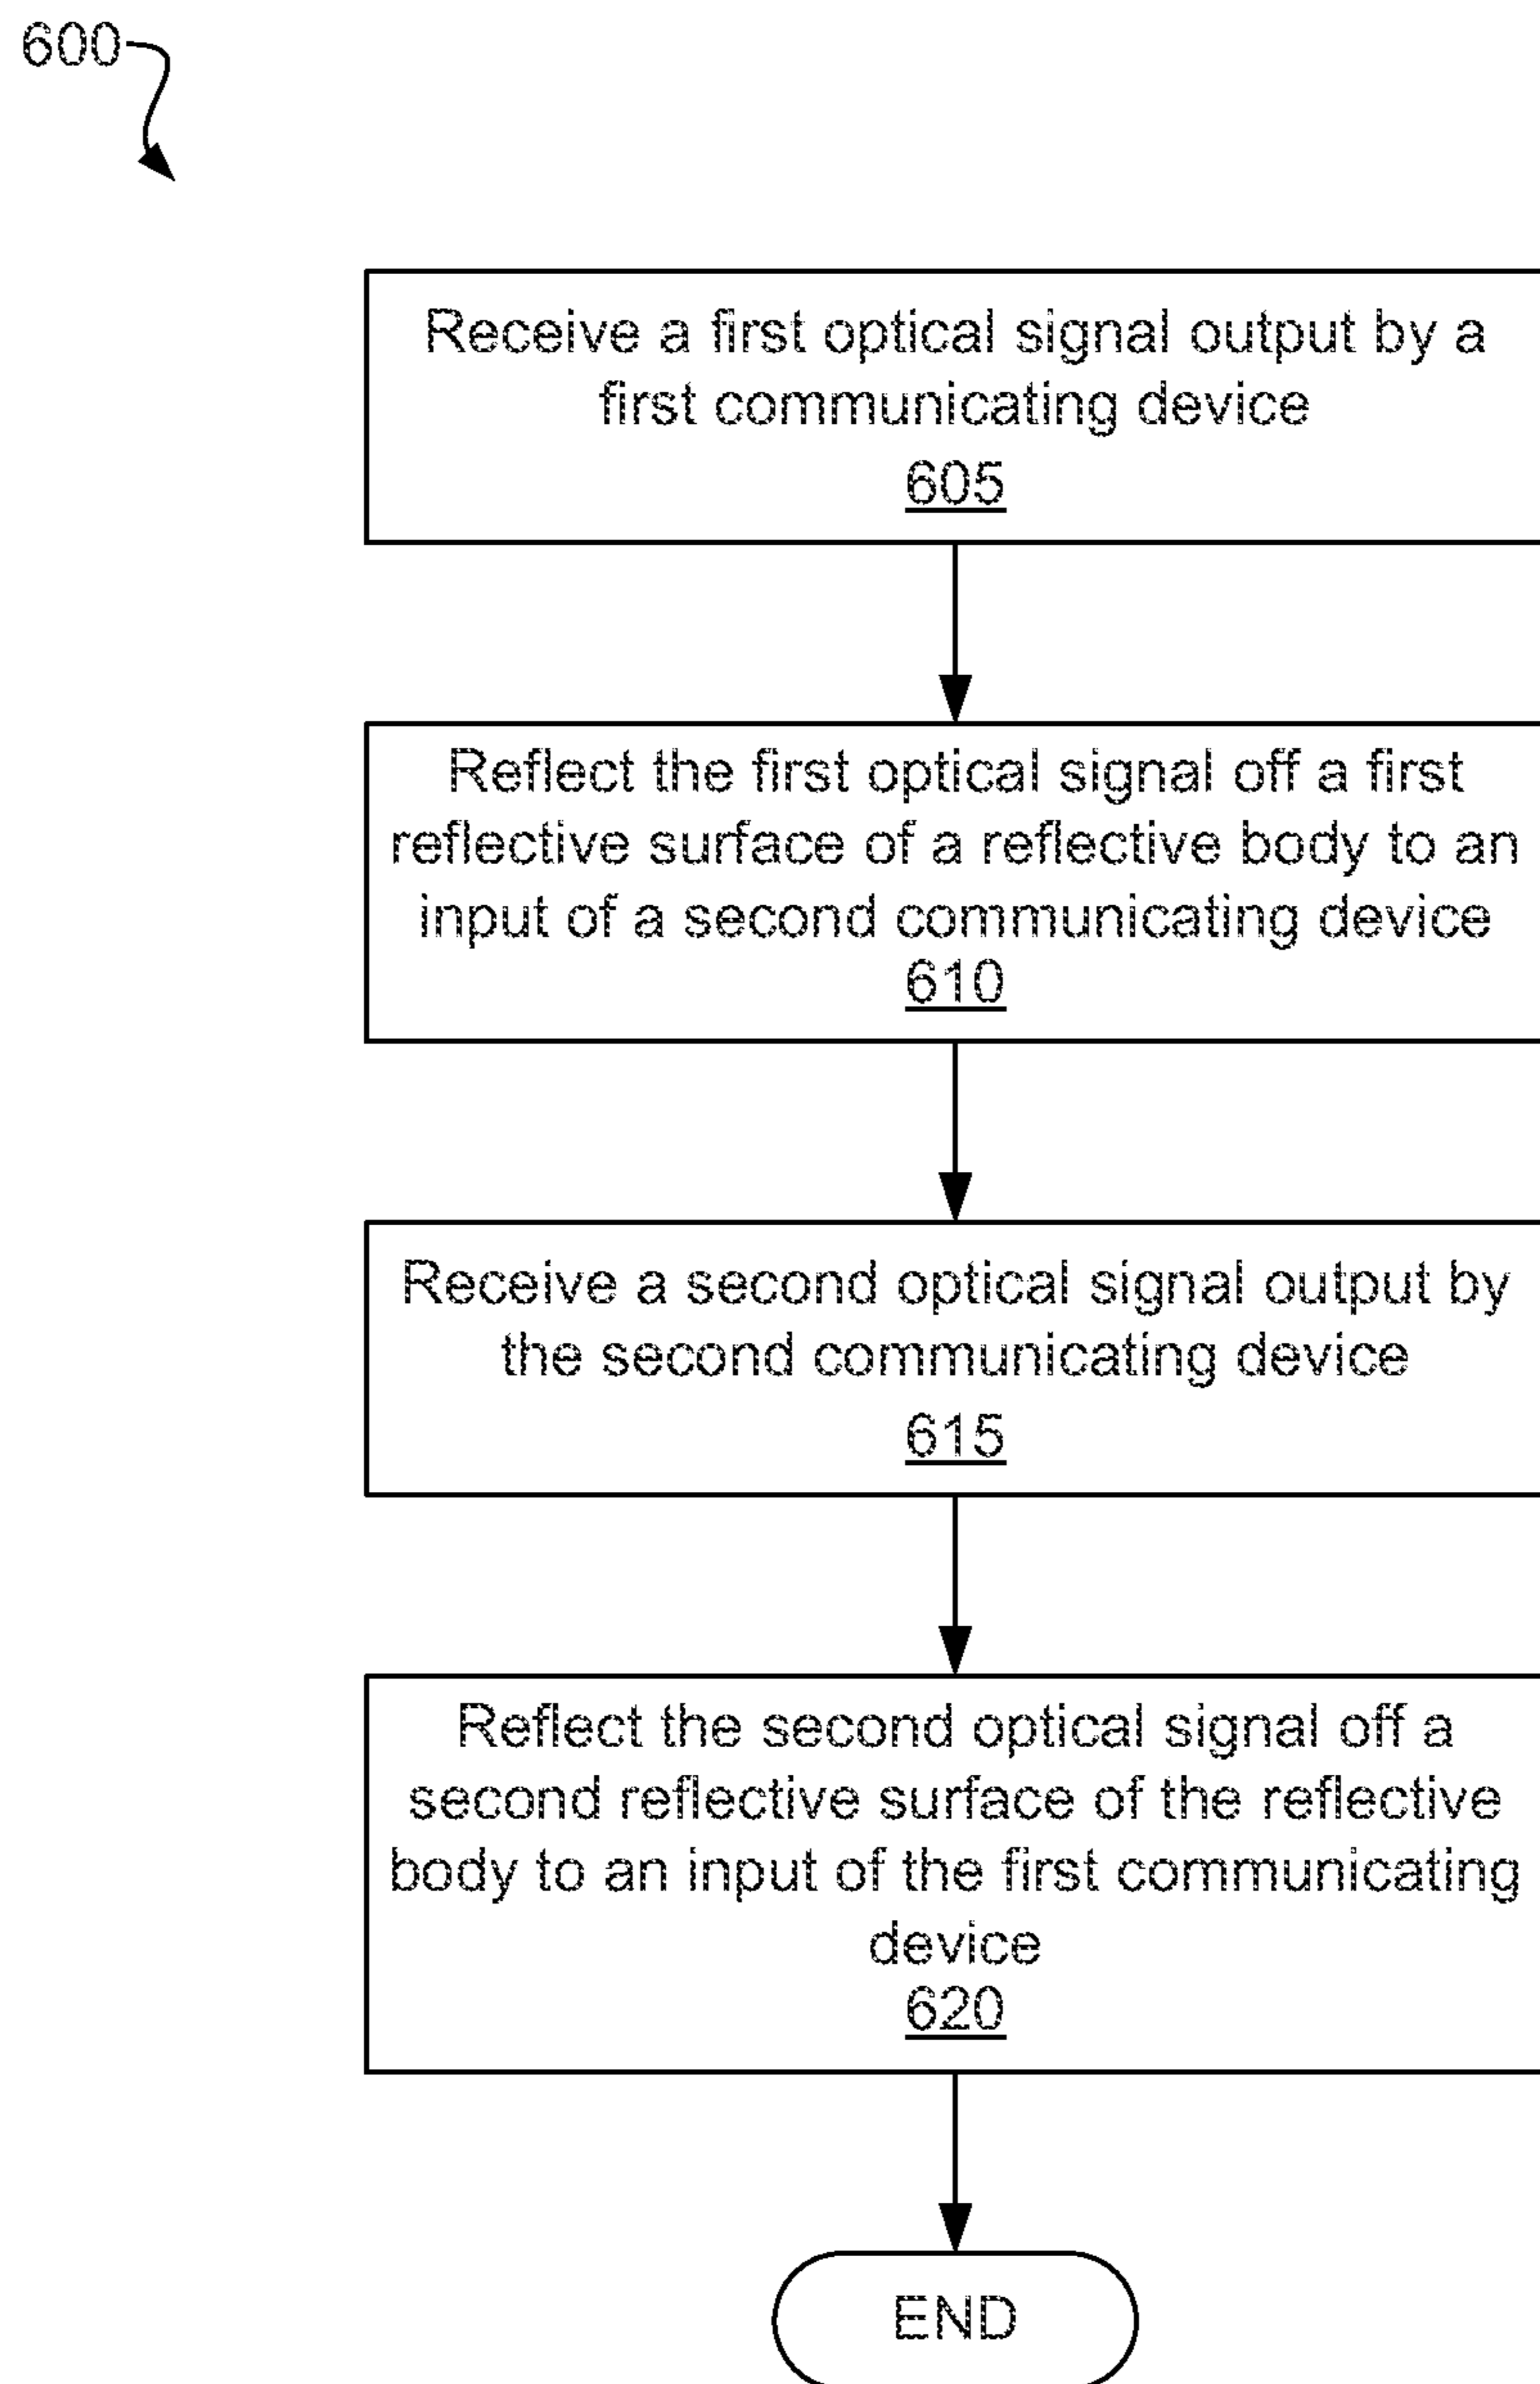 600
Receive a first optical signal output by a
first communicating device
605
Reflect the first optical signal off a first
reflective surface of a reflective body to an
input of a second communicating device
610
Receive a second optical signal output by
the second communicating device
615
Reflect the second optical signal off a
second reflective surface of the reflective
body to an input of the first communicating
device
620
END